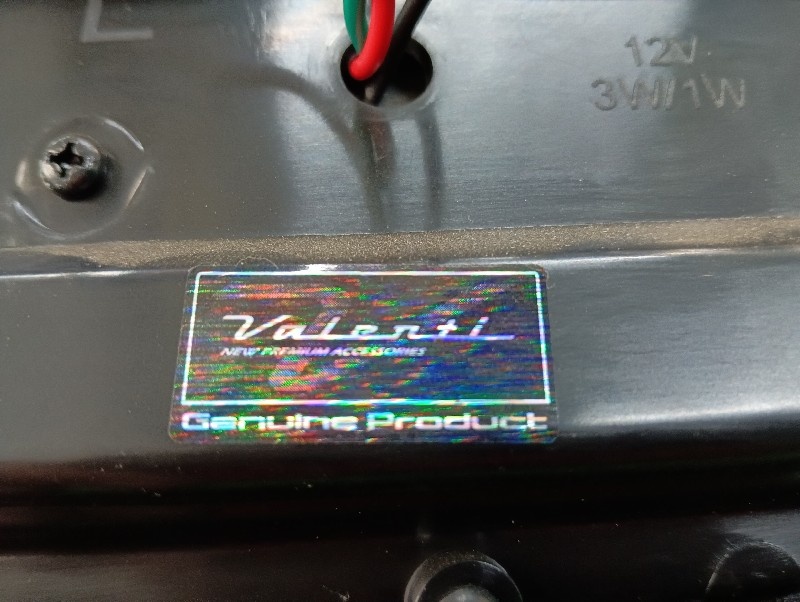 L
12V
3W/1W
Valenti
NEW PREMIUM ACCESSORIES
Genuine Product